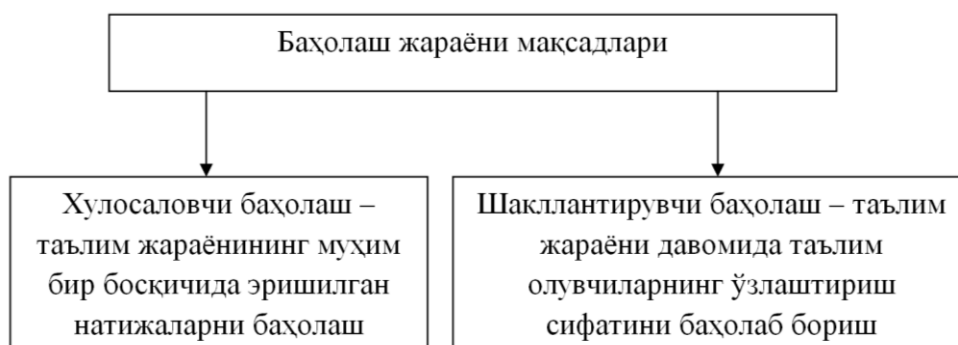 Баҳолаш жараёни мақсадлари
Хулосаловчи баҳолаш –
таълим жараёнининг муҳим
бир босқичида эришилган
натижаларни баҳолаш
Шакллантирувчи баҳолаш – таълим
жараёни давомида таълим
олувчиларнинг ўзлаштириш
сифатини баҳолаб бориш